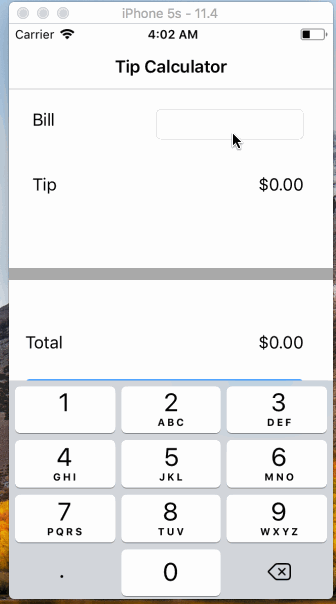 iPhone 5s - 11.4
Carrier 4:02 AM
Tip Calculator
Bill
Tip $0.00
Total $0.00
1 2 3
ABC DEF
4 5 6
GHI JKL MNO
7 8 9
PQRS TUV WXYZ
. 0